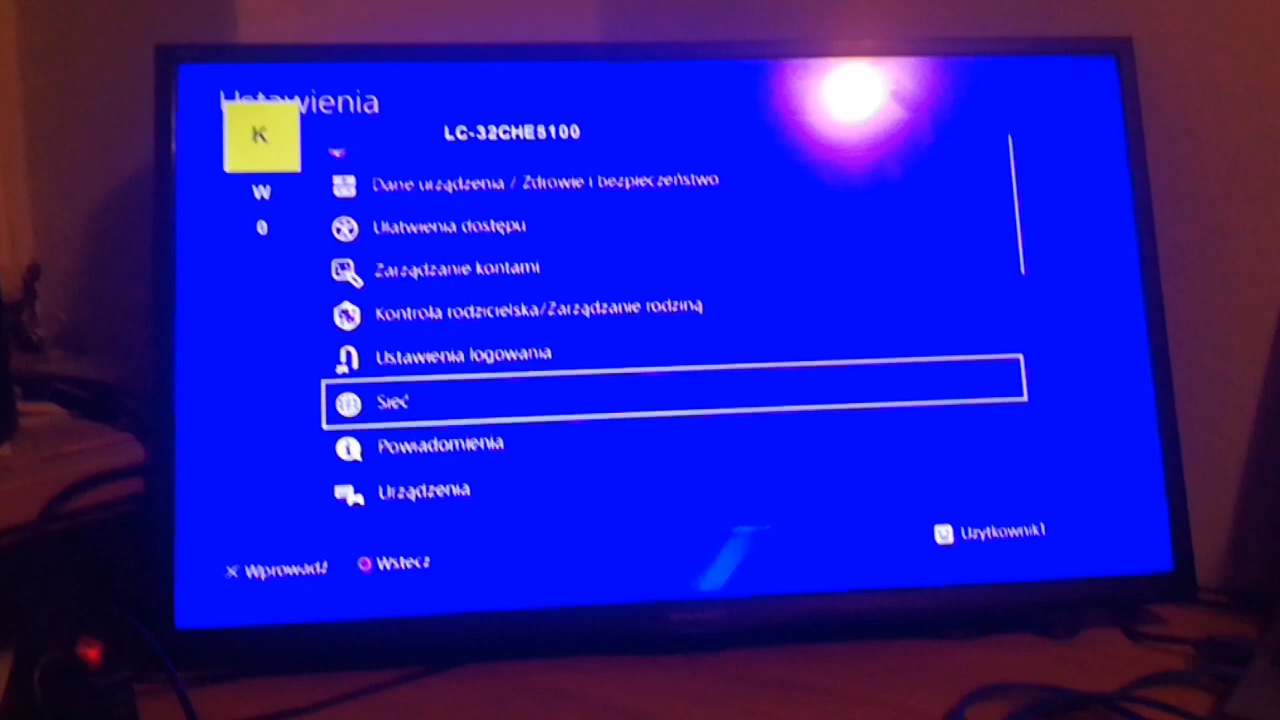 Ustawienia
K
LC-32CHE5100
W
0
Dane urządzenia / Zdrowie i bezpieczeństwo
Ułatwienia dostępu
Zarządzanie kontami
Kontrola rodzicielska/Zarządzanie rodziną
Ustawienia logowania
Sieć
Powiadomienia
Urządzenia
Użytkownik1
Wprowadź
Wstecz